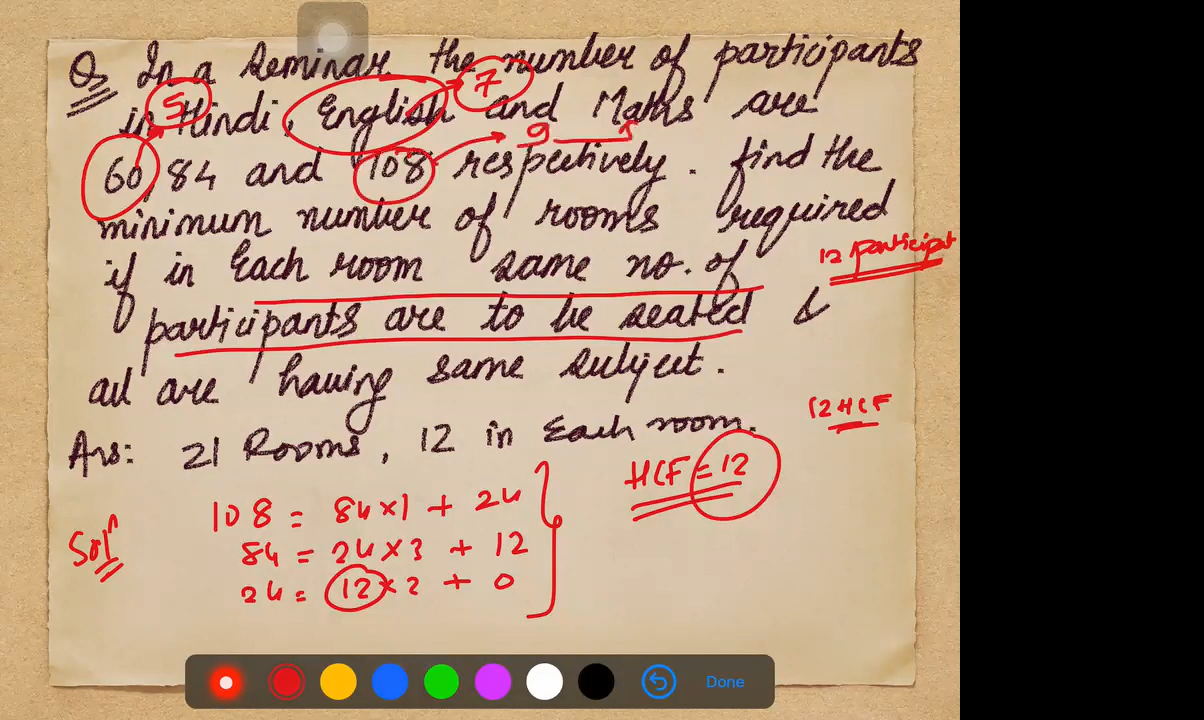 Q In a seminar the number of participants
in Hindi, English and Maths are
5
7
9
60, 84 and 108 respectively. find the
minimum number of rooms required
if in Each room same no. of
12 participat
participants are to be seated &
all are having same subject.
12 HCF
Ans: 21 Rooms, 12 in Each room.
HCF = 12
Solⁿ
108 = 84 x 1 + 24
84 = 24 x 3 + 12
24 = 12 x 2 + 0
Done